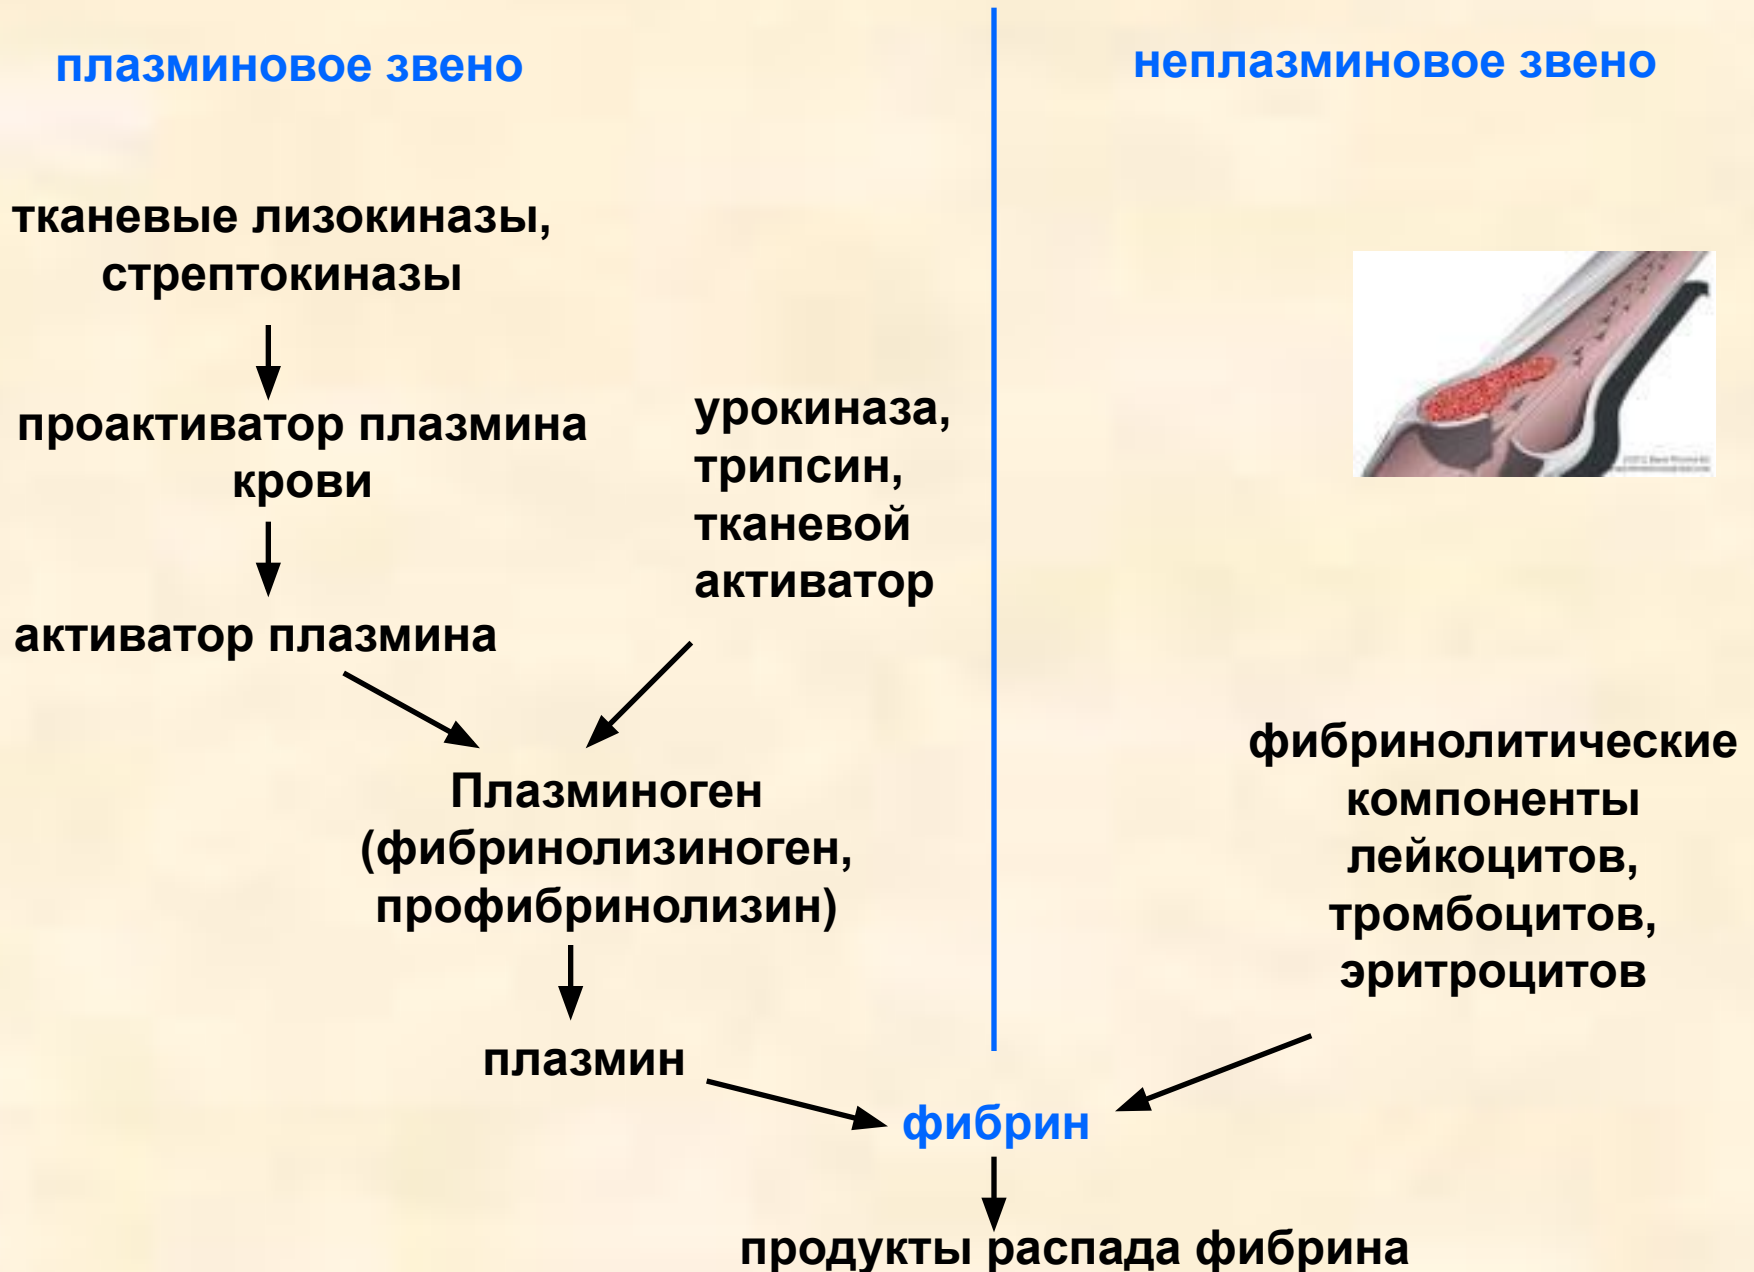 плазминовое звено
неплазминовое звено
тканевые лизокиназы,
стрептокиназы
проактиватор плазмина
крови
активатор плазмина
урокиназа,
трипсин,
тканевой
активатор
Плазминоген
(фибринолизиноген,
профибринолизин)
плазмин
фибринолитические
компоненты
лейкоцитов,
тромбоцитов,
эритроцитов
фибрин
продукты распада фибрина